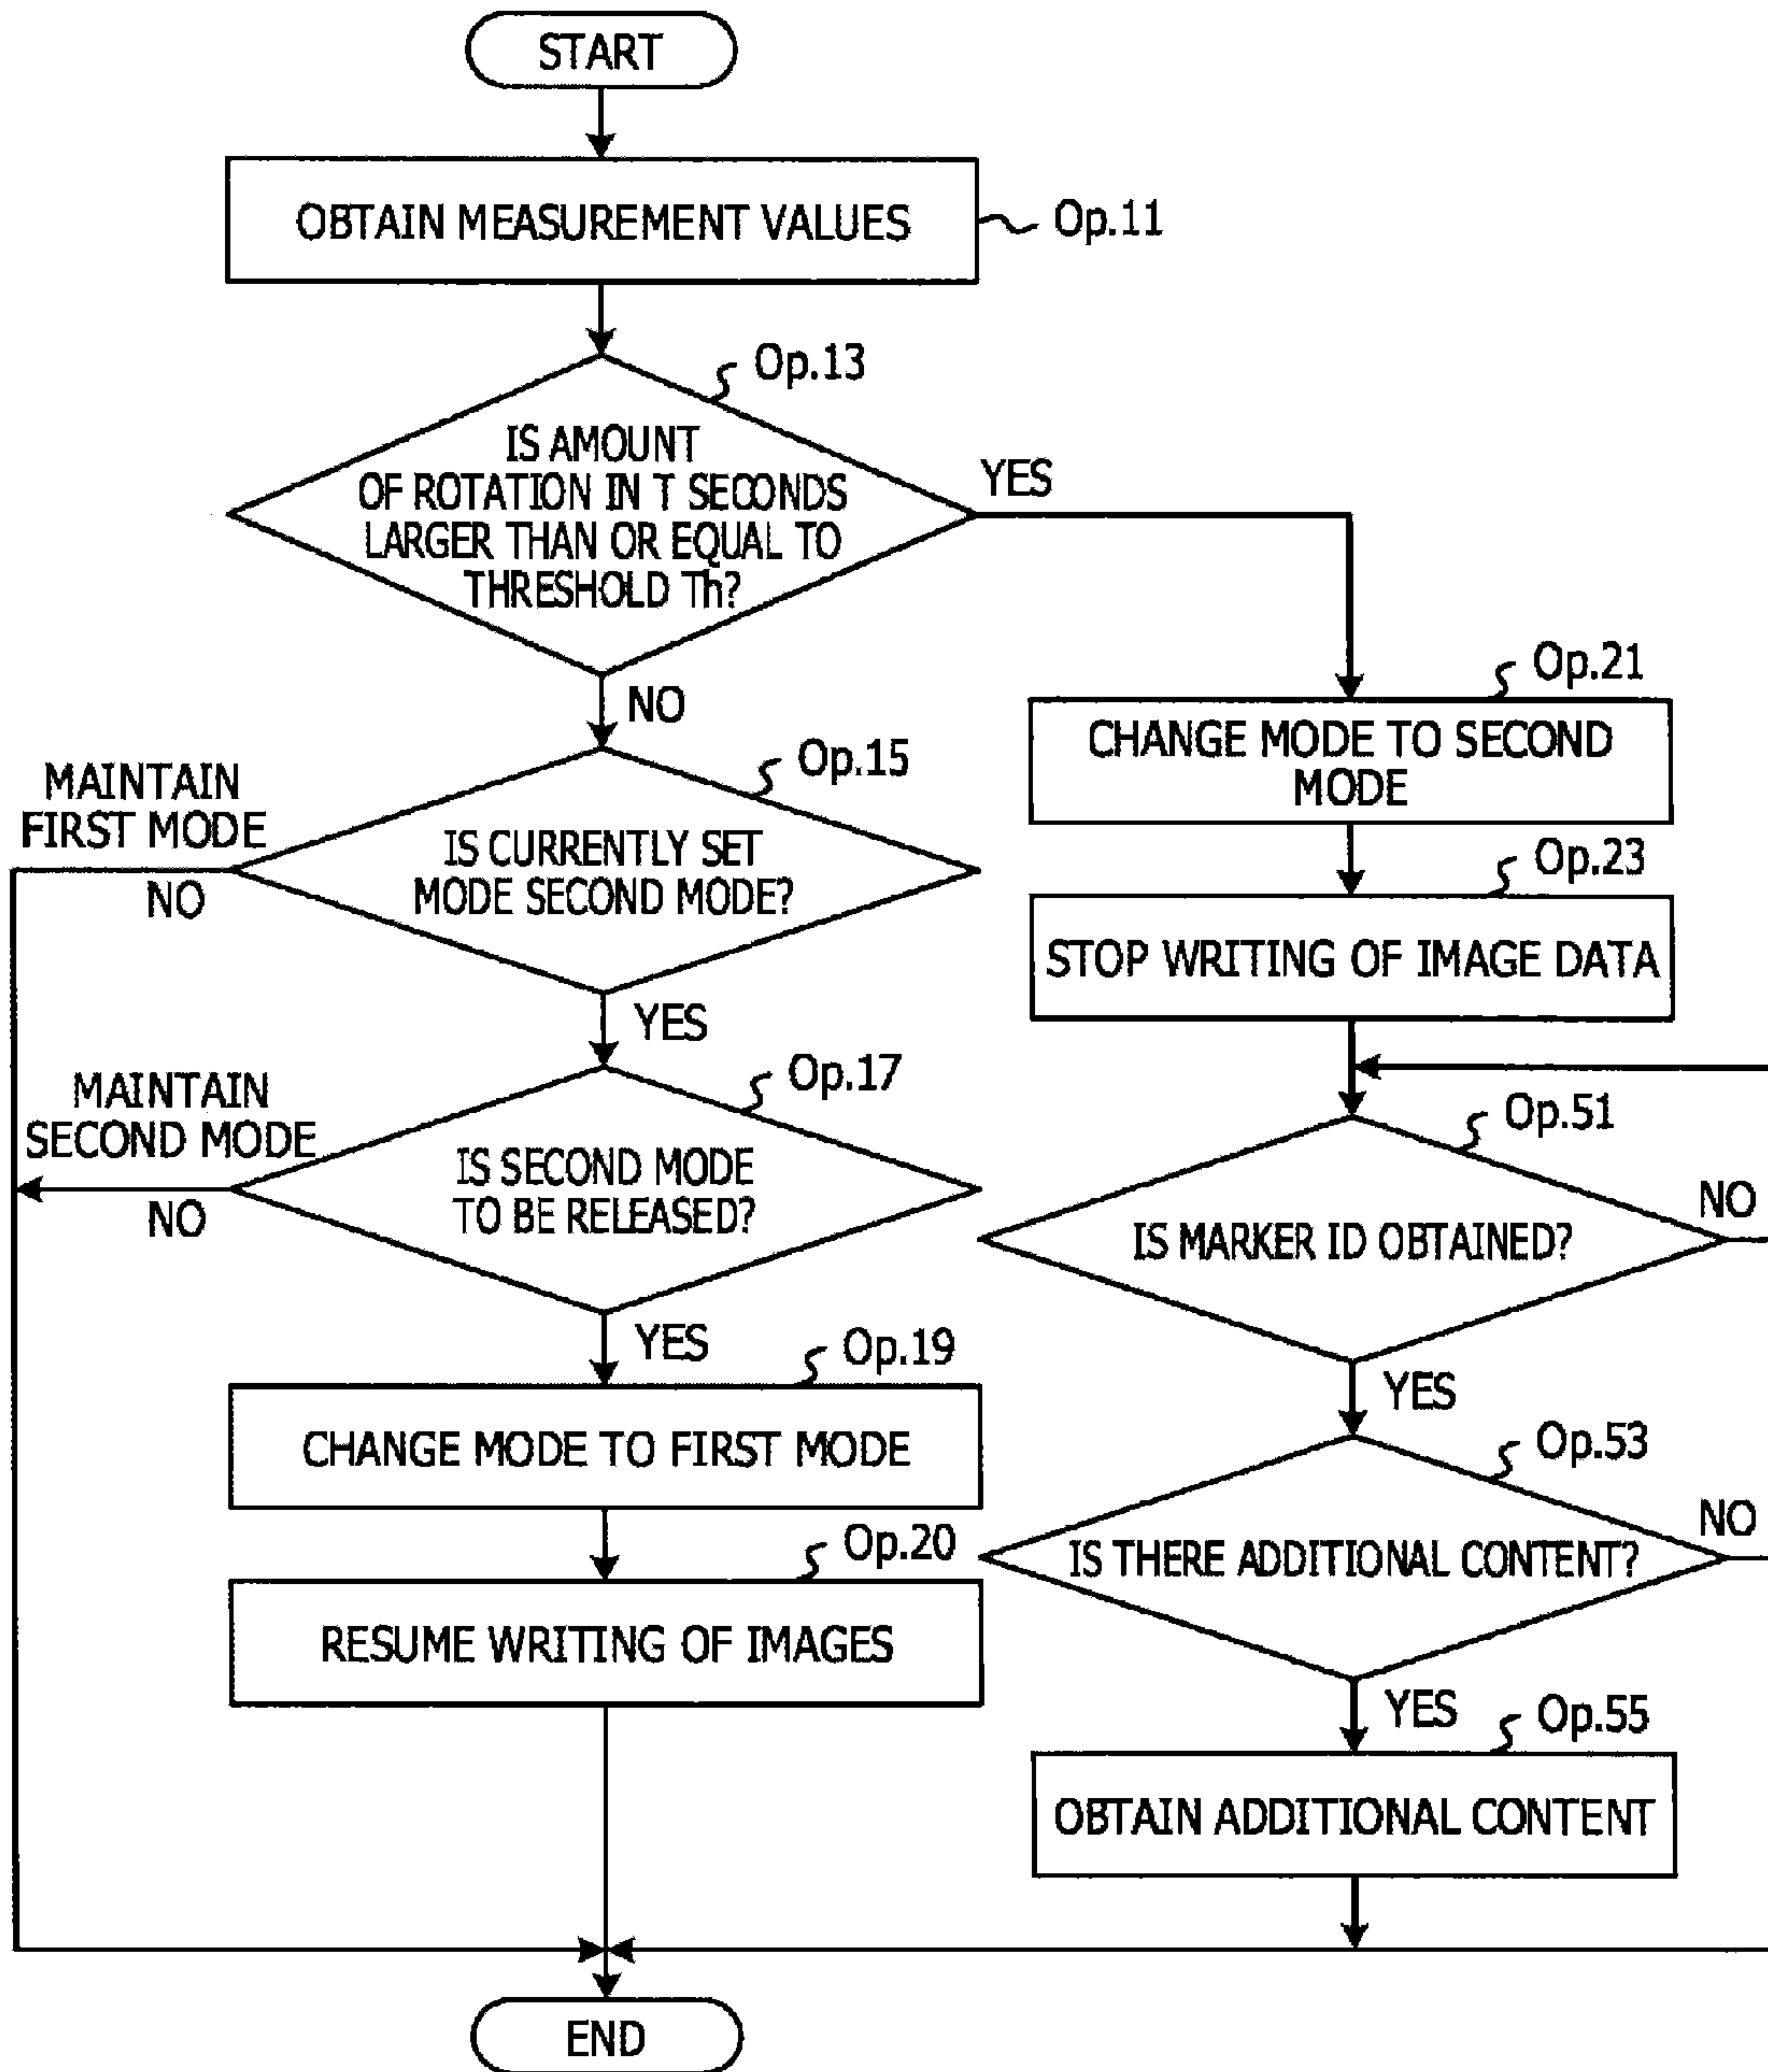 START
OBTAIN MEASUREMENT VALUES
Op.11
Op.13
IS AMOUNT
OF ROTATION IN T SECONDS
LARGER THAN OR EQUAL TO
THRESHOLD Th?
YES
NO
Op.15
MAINTAIN
FIRST MODE
NO
IS CURRENTLY SET
MODE SECOND MODE?
YES
Op.17
MAINTAIN
SECOND MODE
NO
IS SECOND MODE
TO BE RELEASED?
YES
Op.19
CHANGE MODE TO FIRST MODE
Op.20
RESUME WRITING OF IMAGES
Op.21
CHANGE MODE TO SECOND
MODE
Op.23
STOP WRITING OF IMAGE DATA
Op.51
IS MARKER ID OBTAINED?
NO
YES
Op.53
IS THERE ADDITIONAL CONTENT?
NO
YES
Op.55
OBTAIN ADDITIONAL CONTENT
END